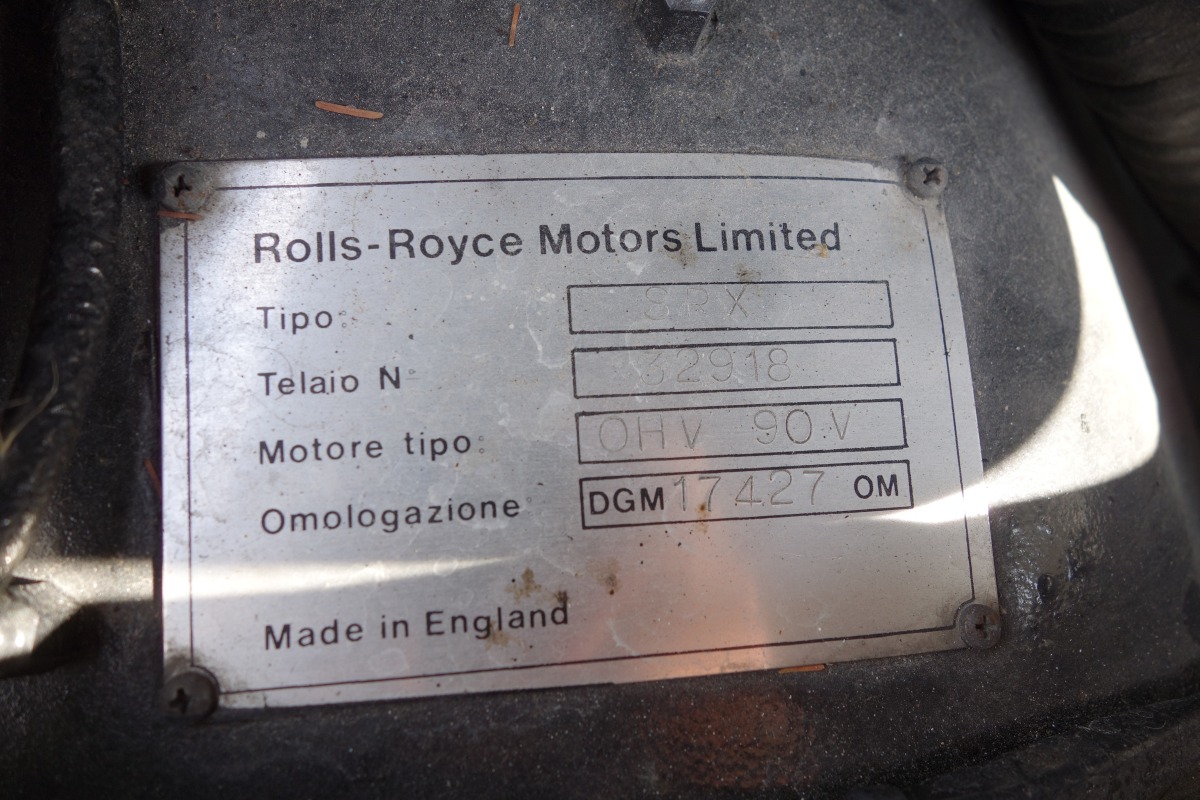 Rolls-Royce Motors Limited
Tipo: SRX
Telaio N° 32918
Motore tipo: OHV 90 V
Omologazione DGM 17427 OM
Made in England